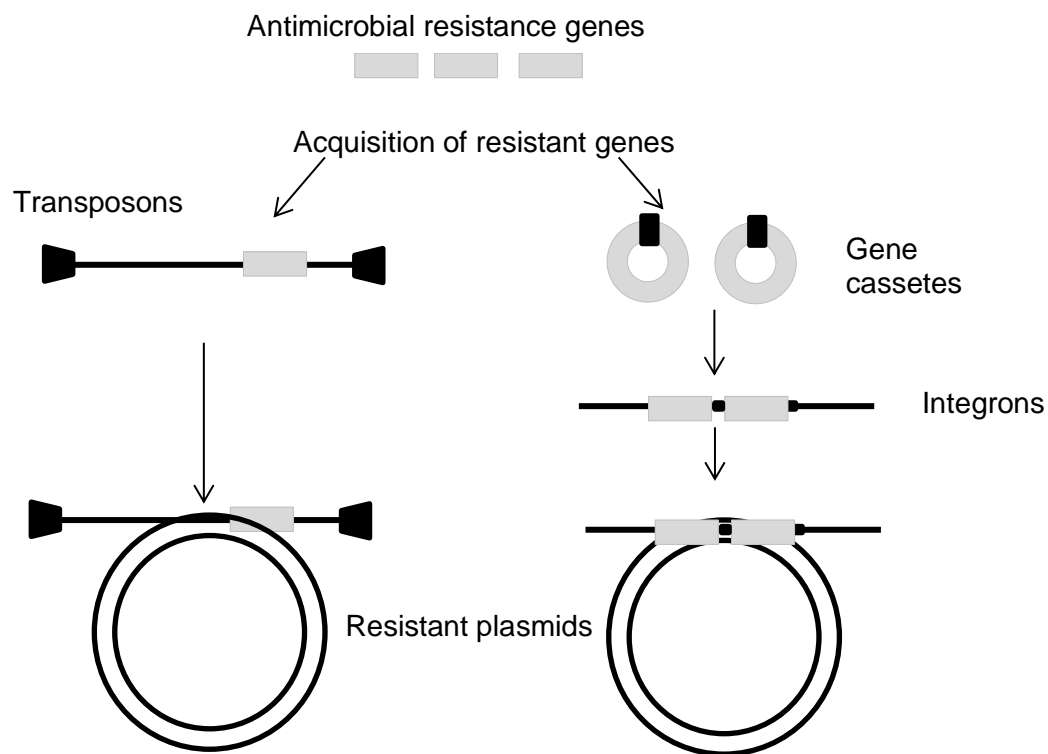 Antimicrobial resistance genes
Acquisition of resistant genes
Transposons
Gene
cassetes
Integrons
Resistant plasmids